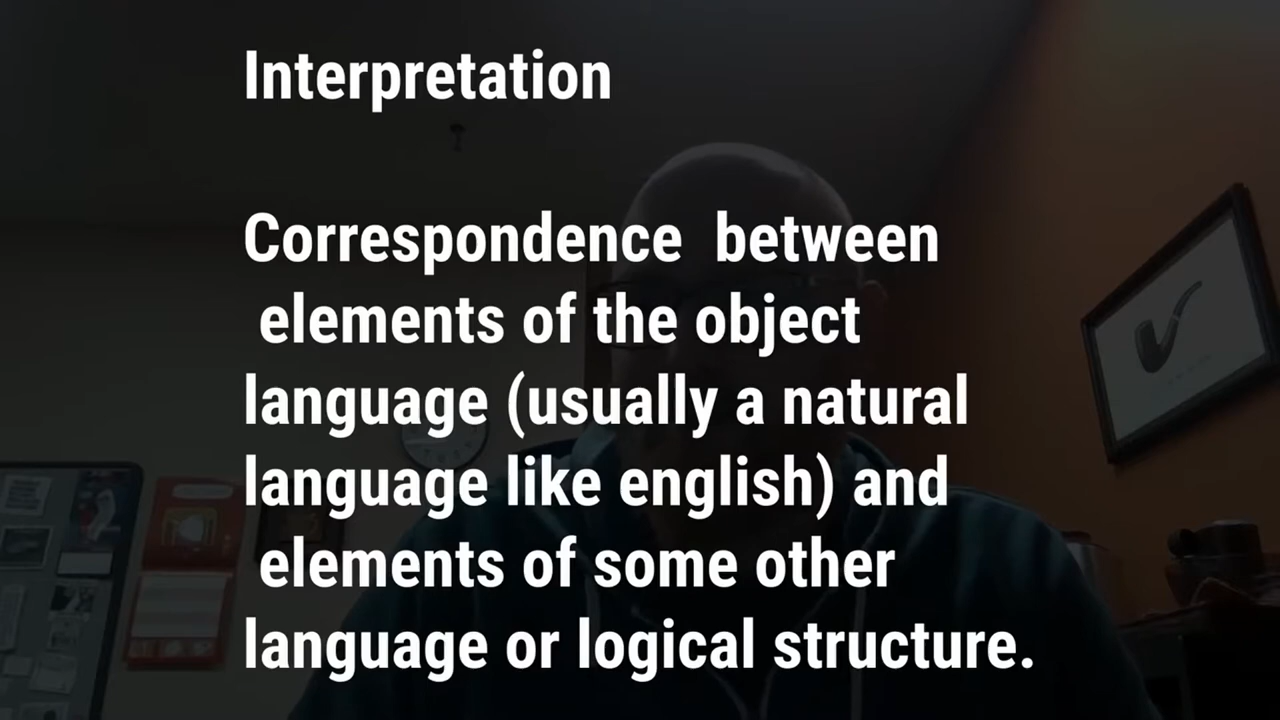 Interpretation
Correspondence between
elements of the object
language (usually a natural
language like english) and
elements of some other
language or logical structure.